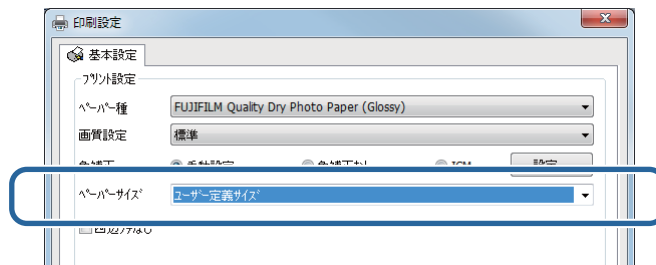 印刷設定
基本設定
プリント設定
ペーパー種 FUJIFILM Quality Dry Photo Paper (Glossy)
画質設定 標準
ペーパーサイズ ユーザー定義サイズ